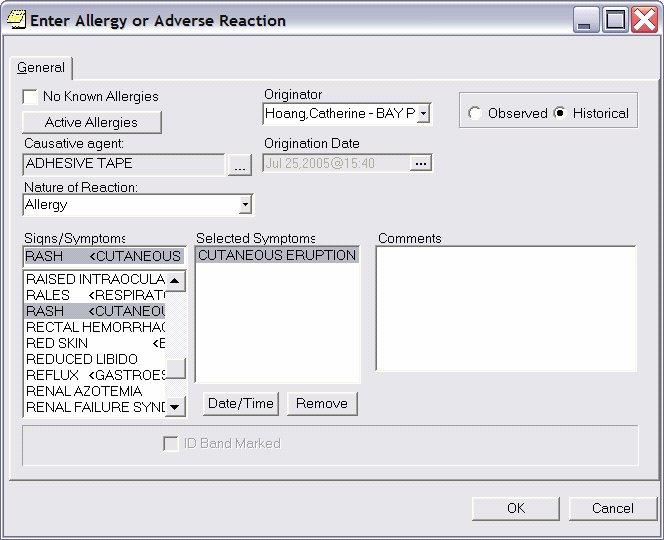 Enter Allergy or Adverse Reaction
General
No Known Allergies
Active Allergies
Originator
Hoang,Catherine - BAY P
Observed
Historical
Causative agent:
ADHESIVE TAPE
...
Origination Date
Jul 25,2005@15:40
...
Nature of Reaction:
Allergy
Signs/Symptoms
RASH <CUTANEOUS
RAISED INTRAOCULA
RALES <RESPIRAT
RASH <CUTANEOU
RECTAL HEMORRHAG
RED SKIN <E
REDUCED LIBIDO
REFLUX <GASTROES
RENAL AZOTEMIA
RENAL FAILURE SYND
Selected Symptoms
CUTANEOUS ERUPTION
Date/Time
Remove
Comments
ID Band Marked
OK
Cancel